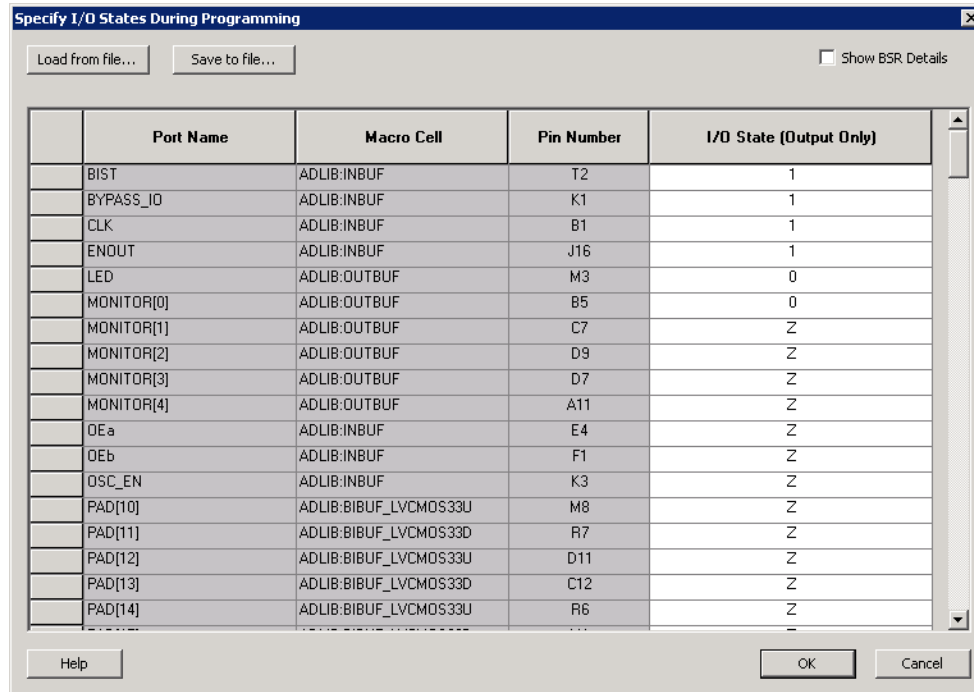 Specify I/O States During Programming
Load from file... Save to file... Show BSR Details
Port Name Macro Cell Pin Number I/O State (Output Only)
BIST ADLIB:INBUF T2 1
BYPASS_IO ADLIB:INBUF K1 1
CLK ADLIB:INBUF B1 1
ENOUT ADLIB:INBUF J16 1
LED ADLIB:OUTBUF M3 0
MONITOR[0] ADLIB:OUTBUF B5 0
MONITOR[1] ADLIB:OUTBUF C7 Z
MONITOR[2] ADLIB:OUTBUF D9 Z
MONITOR[3] ADLIB:OUTBUF D7 Z
MONITOR[4] ADLIB:OUTBUF A11 Z
OEa ADLIB:INBUF E4 Z
OEb ADLIB:INBUF F1 Z
OSC_EN ADLIB:INBUF K3 Z
PAD[10] ADLIB:BIBUF_LVCMOS33U M8 Z
PAD[11] ADLIB:BIBUF_LVCMOS33D R7 Z
PAD[12] ADLIB:BIBUF_LVCMOS33U D11 Z
PAD[13] ADLIB:BIBUF_LVCMOS33D C12 Z
PAD[14] ADLIB:BIBUF_LVCMOS33U R6 Z
Help OK Cancel